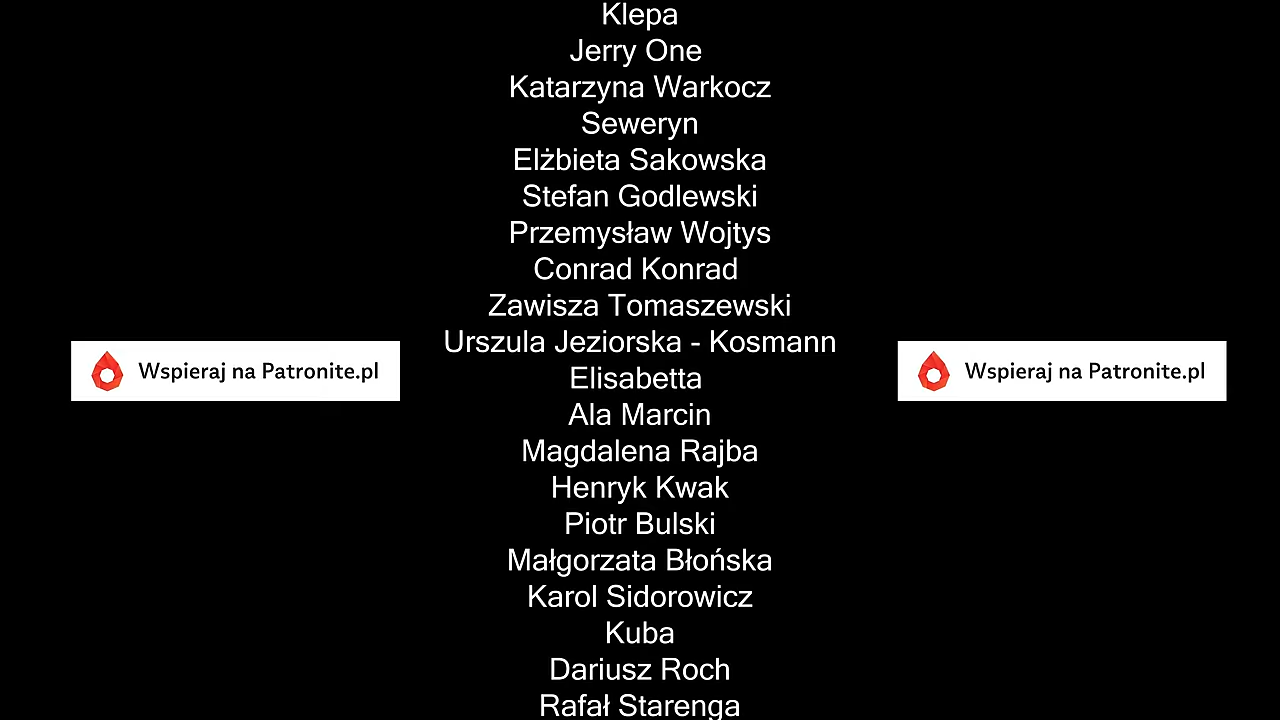 Klepa
Jerry One
Katarzyna Warkocz
Seweryn
Elżbieta Sakowska
Stefan Godlewski
Przemysław Wojtys
Conrad Konrad
Zawisza Tomaszewski
Urszula Jeziorska - Kosmann
Wspieraj na Patronite.pl
Wspieraj na Patronite.pl
Elisabetta
Ala Marcin
Magdalena Rajba
Henryk Kwak
Piotr Bulski
Małgorzata Błońska
Karol Sidorowicz
Kuba
Dariusz Roch
Rafał Starenga